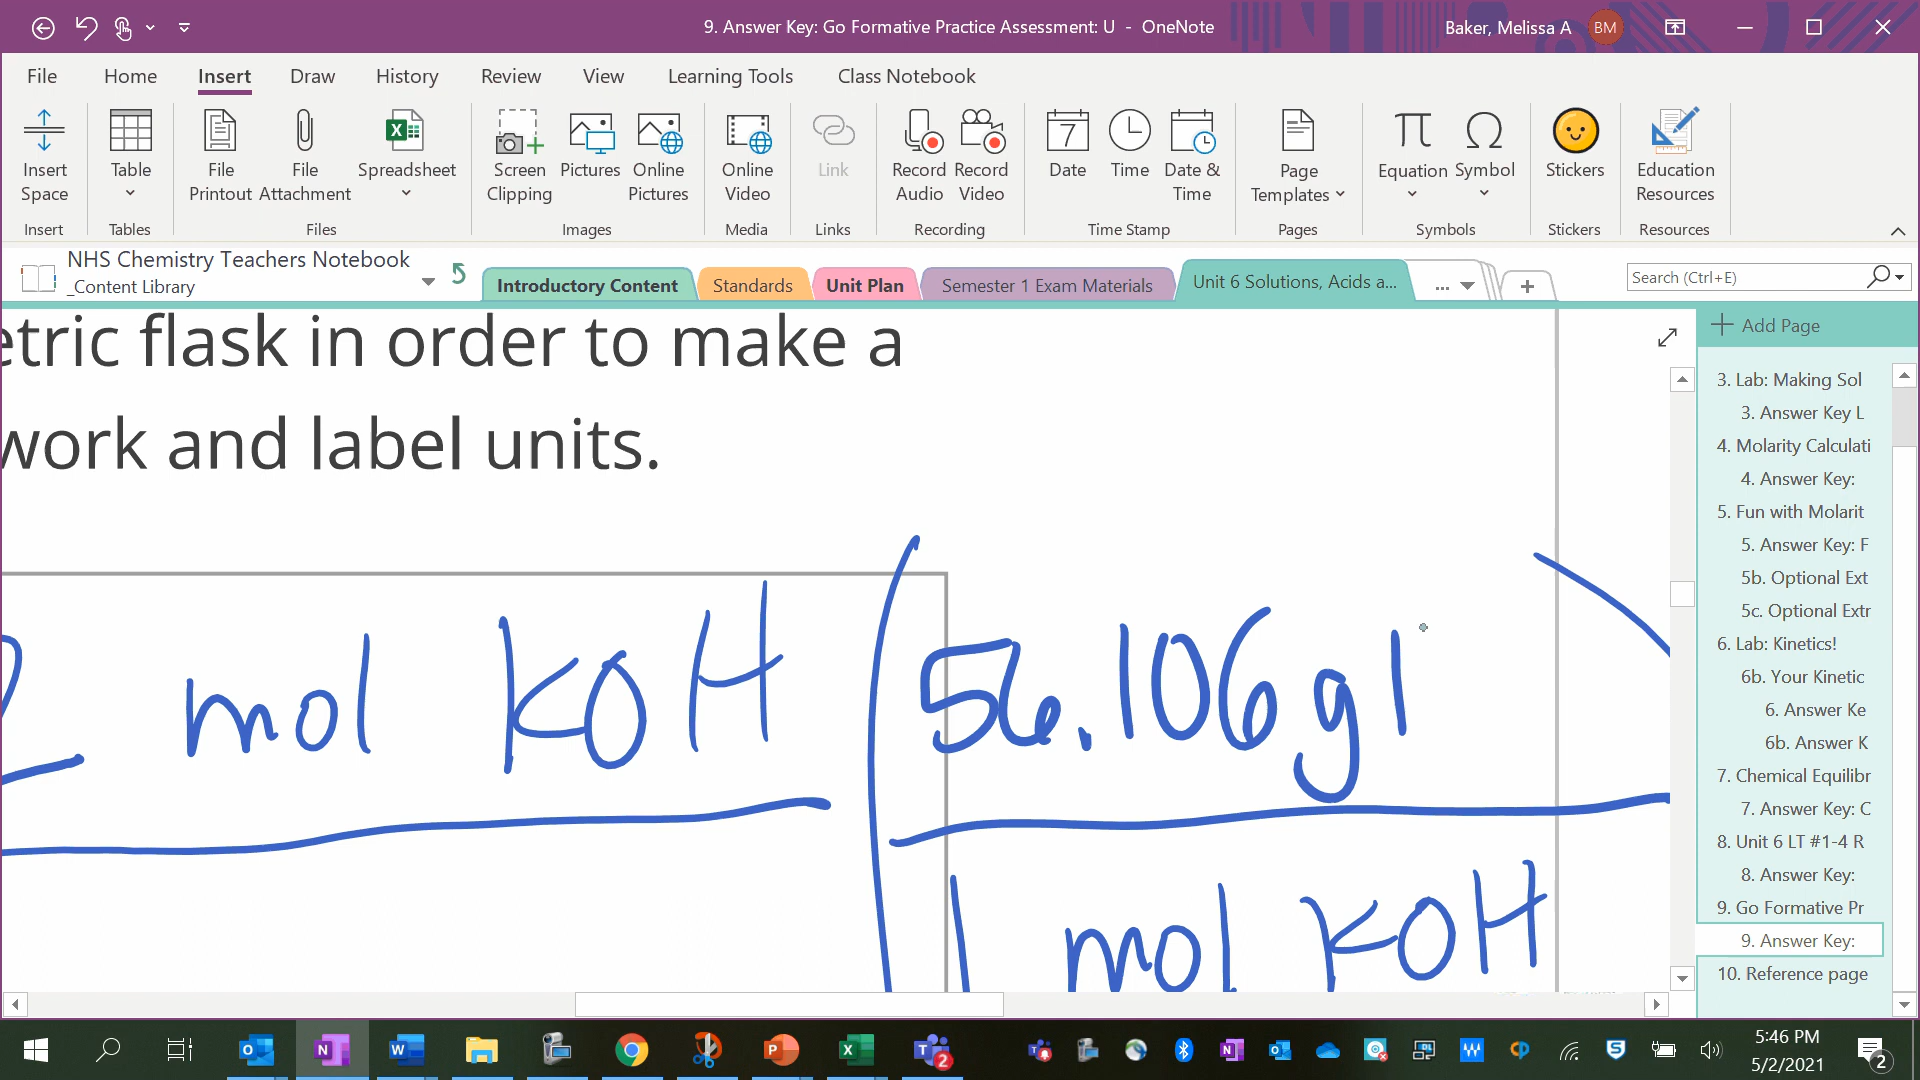 9. Answer Key: Go Formative Practice Assessment: U - OneNote
Baker, Melissa A
BM
File
Home
Insert
Draw
History
Review
View
Learning Tools
Class Notebook
Insert Space
Table
File Printout
File Attachment
Spreadsheet
Screen Clipping
Pictures
Online Pictures
Online Video
Link
Record Audio
Record Video
7
Date
Time
Date & Time
Page Templates
Equation
Symbol
Stickers
Education Resources
Insert
Tables
Files
Images
Media
Links
Recording
Time Stamp
Pages
Symbols
Stickers
Resources
NHS Chemistry Teachers Notebook
_Content Library
Introductory Content
Standards
Unit Plan
Semester 1 Exam Materials
Unit 6 Solutions, Acids a...
...
Search (Ctrl+E)
etric flask in order to make a
work and label units.
2 mol KOH
56.106 g
1 mol KOH
Add Page
3. Lab: Making Sol
3. Answer Key L
4. Molarity Calculati
4. Answer Key:
5. Fun with Molarit
5. Answer Key: F
5b. Optional Ext
5c. Optional Extr
6. Lab: Kinetics!
6b. Your Kinetic
6. Answer Ke
6b. Answer K
7. Chemical Equilibr
7. Answer Key: C
8. Unit 6 LT #1-4 R
8. Answer Key:
9. Go Formative Pr
9. Answer Key:
10. Reference page
5:46 PM
5/2/2021
2
2